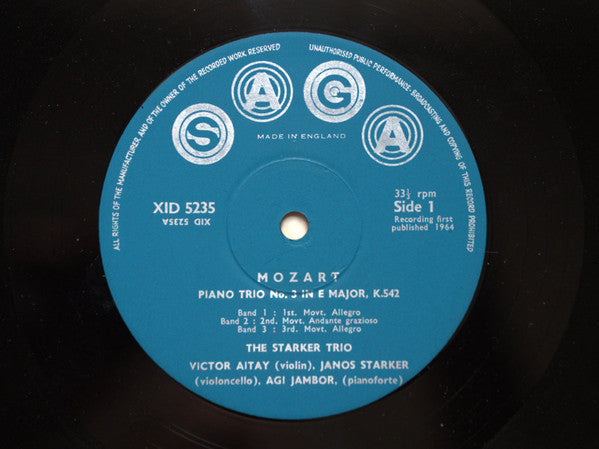 ALL RIGHTS OF THE MANUFACTURER AND OF THE OWNER OF THE RECORDED WORK RESERVED
UNAUTHORISED PUBLIC PERFORMANCE, BROADCASTING AND COPYING OF THIS RECORD PROHIBITED
SAGA
MADE IN ENGLAND
XID 5235
XID 5235A
33⅓ rpm
Side 1
Recording first
published 1964
MOZART
PIANO TRIO No. 3 IN E MAJOR, K.542
Band 1 : 1st. Movt. Allegro
Band 2 : 2nd. Movt. Andante grazioso
Band 3 : 3rd. Movt. Allegro
THE STARKER TRIO
VICTOR AITAY (violin), JANOS STARKER
(violoncello), AGI JAMBOR, (pianoforte)